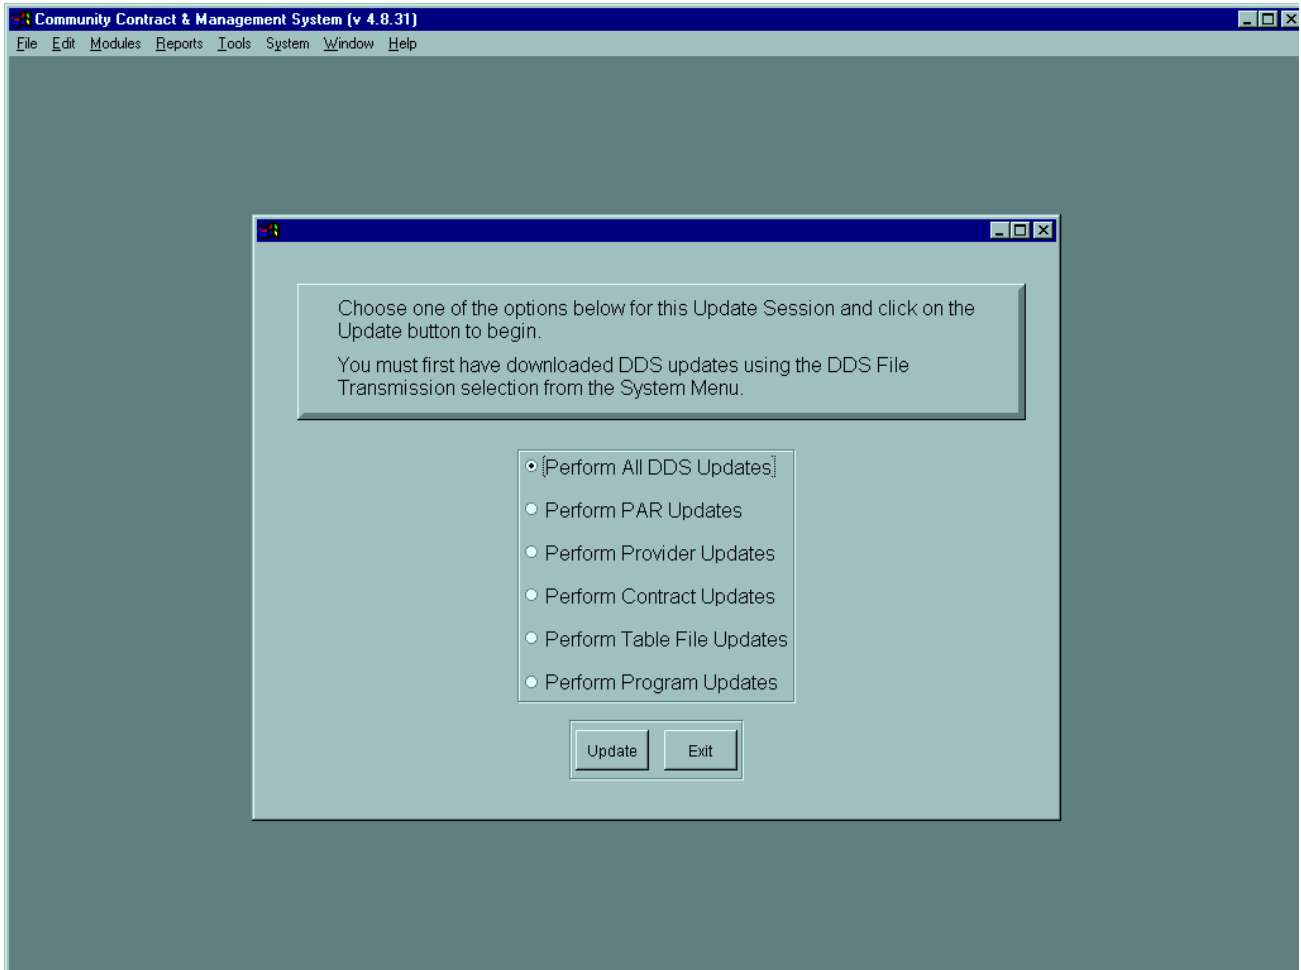 Community Contract & Management System (v 4.8.31)
File Edit Modules Reports Tools System Window Help
Choose one of the options below for this Update Session and click on the
Update button to begin.
You must first have downloaded DDS updates using the DDS File
Transmission selection from the System Menu.
Perform All DDS Updates
Perform PAR Updates
Perform Provider Updates
Perform Contract Updates
Perform Table File Updates
Perform Program Updates
Update Exit